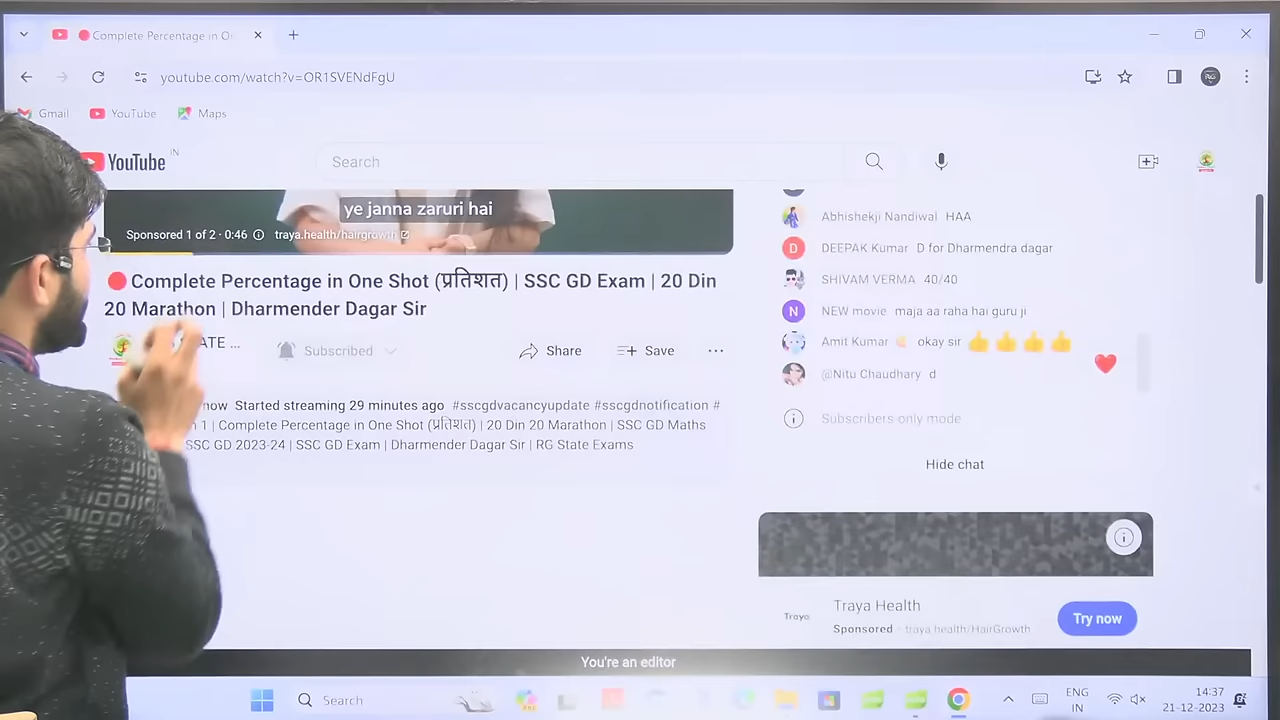 Complete Percentage in O
youtube.com/watch?v=OR1SVENdFgU
Gmail
YouTube
Maps
YouTube IN
Search
ye janna zaruri hai
Sponsored 1 of 2 · 0:46
traya.health/hairgrowth
Complete Percentage in One Shot (प्रतिशत) | SSC GD Exam | 20 Din
20 Marathon | Dharmender Dagar Sir
ATE ...
Subscribed
Share
Save
now Started streaming 29 minutes ago #sscgdvacancyupdate #sscgdnotification #
1 | Complete Percentage in One Shot (प्रतिशत) | 20 Din 20 Marathon | SSC GD Maths
SSC GD 2023-24 | SSC GD Exam | Dharmender Dagar Sir | RG State Exams
Abhishekji Nandiwal HAA
D DEEPAK Kumar D for Dharmendra dagar
SHIVAM VERMA 40/40
N NEW movie maja aa raha hai guru ji
Amit Kumar okay sir 👍👍👍👍
@Nitu Chaudhary d
Subscribers-only mode
Hide chat
Traya
Traya Health
Sponsored · traya.health/HairGrowth
Try now
You're an editor
Search
ENG
IN
14:37
21-12-2023